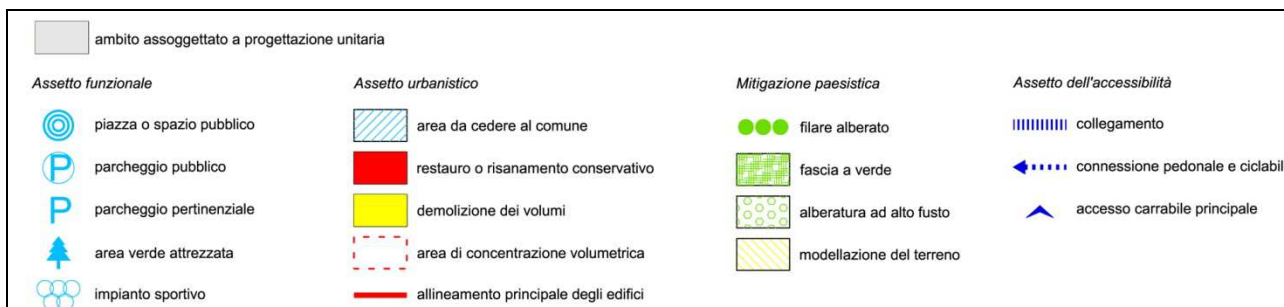 ambito assoggettato a progettazione unitaria
Assetto funzionale
piazza o spazio pubblico
P parcheggio pubblico
P parcheggio pertinenziale
area verde attrezzata
impianto sportivo
Assetto urbanistico
area da cedere al comune
restauro o risanamento conservativo
demolizione dei volumi
area di concentrazione volumetrica
allineamento principale degli edifici
Mitigazione paesistica
filare alberato
fascia a verde
alberatura ad alto fusto
modellazione del terreno
Assetto dell'accessibilità
collegamento
connessione pedonale e ciclabil
accesso carrabile principale